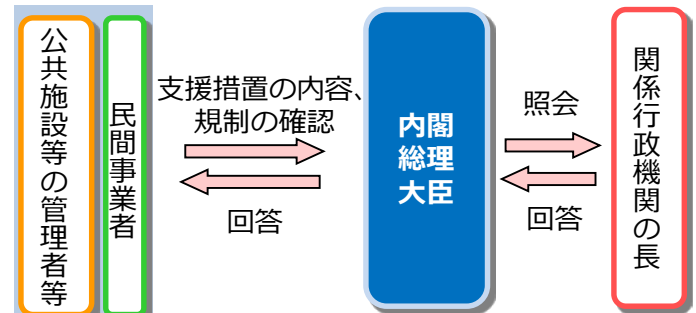 公共施設等の管理者等
民間事業者
支援措置の内容、
規制の確認
回答
内閣
総理
大臣
照会
回答
関係行政機関の長